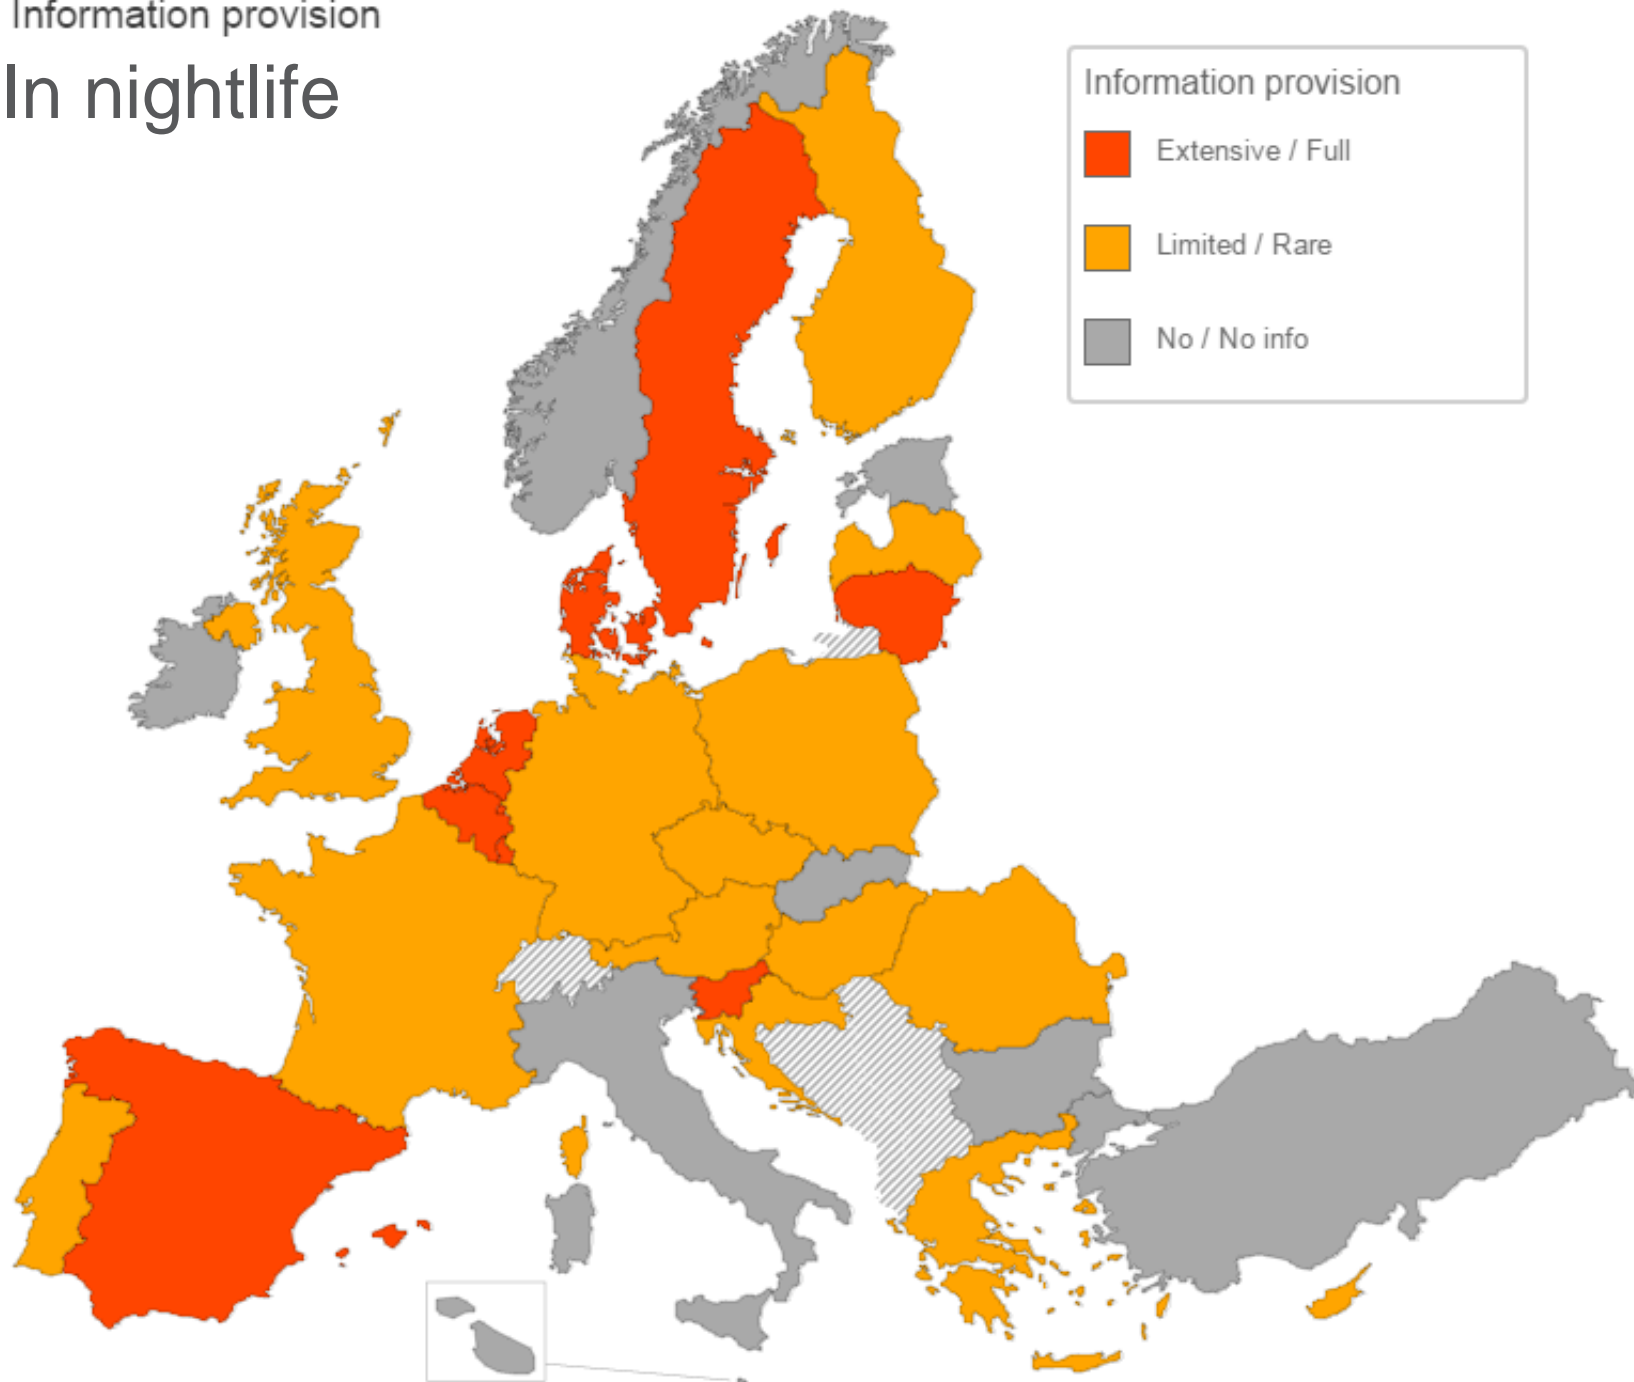 Information provision
In nightlife
Information provision
Extensive / Full
Limited / Rare
No / No info